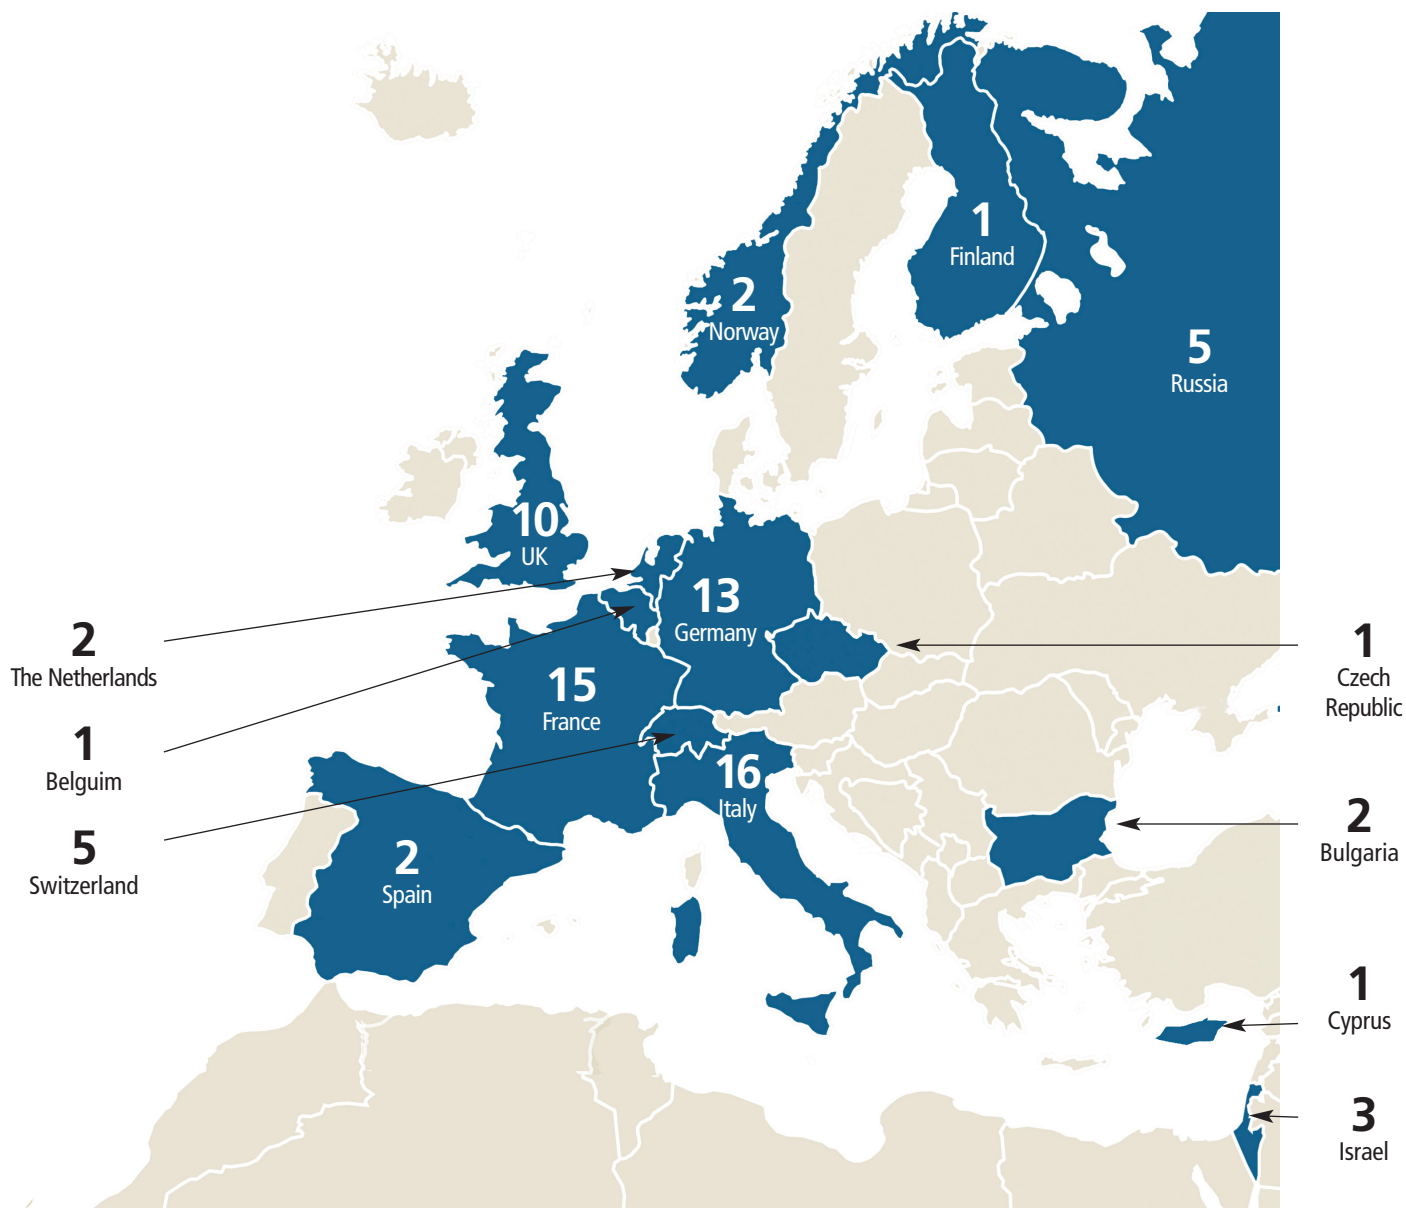 1
Finland
2
Norway
5
Russia
10
UK
13
Germany
2
The Netherlands
1
Czech
Republic
15
France
1
Belguim
16
Italy
2
Bulgaria
5
Switzerland
2
Spain
1
Cyprus
3
Israel